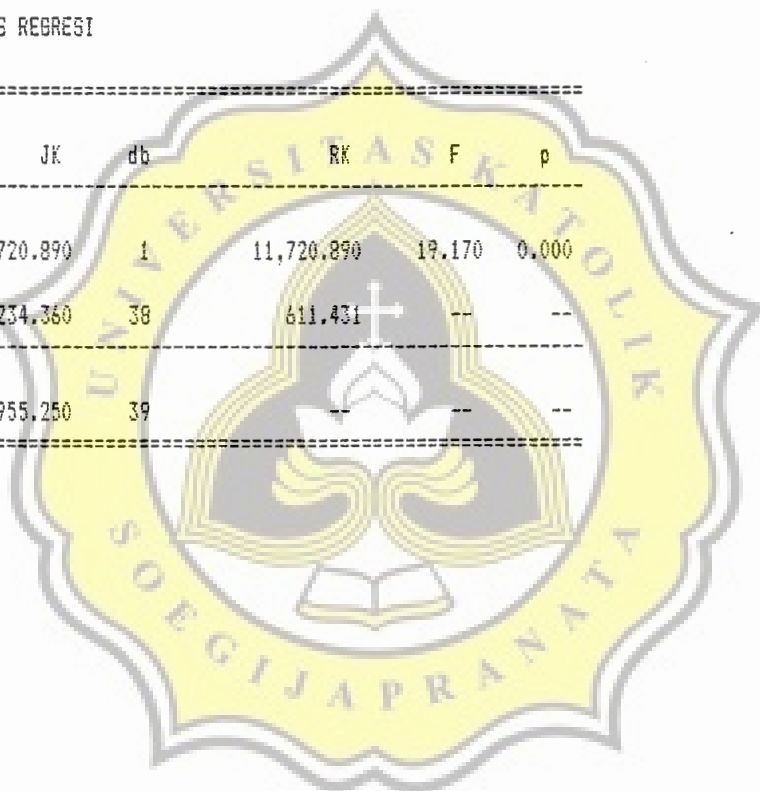 S REGRESI
JK db RK F p
720.890 1 11,720.890 19.170 0.000
234.360 38 611.431 -- --
955.250 39 -- -- --
UNIVERSITAS KATOLIK
SOEGIJAPRANATA